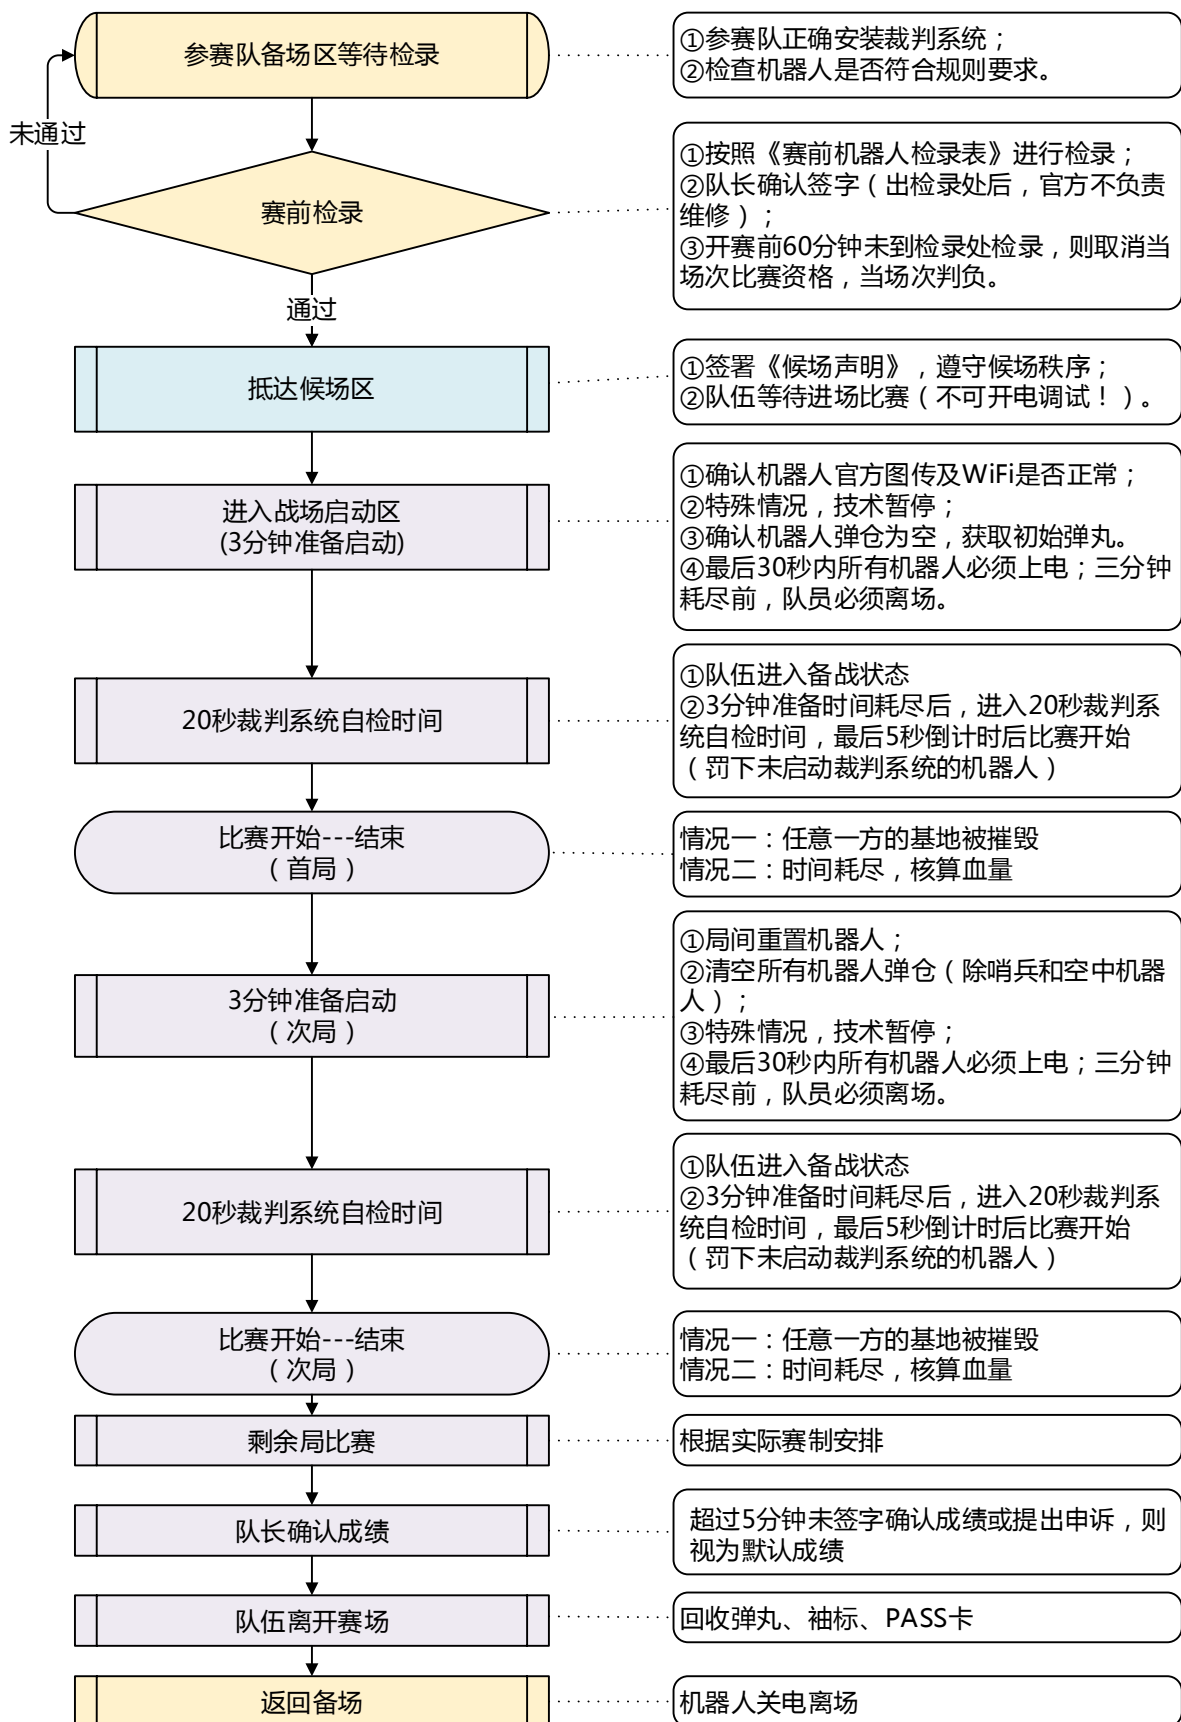 参赛队备场区等待检录
①参赛队正确安装裁判系统；
②检查机器人是否符合规则要求。
未通过
赛前检录
①按照《赛前机器人检录表》进行检录；
②队长确认签字（出检录处后，官方不负责
维修）；
③开赛前60分钟未到检录处检录，则取消当
场次比赛资格，当场次判负。
通过
抵达候场区
①签署《候场声明》，遵守候场秩序；
②队伍等待进场比赛（不可开电调试！）。
进入战场启动区
(3分钟准备启动)
①确认机器人官方图传及WiFi是否正常；
②特殊情况，技术暂停；
③确认机器人弹仓为空，获取初始弹丸。
④最后30秒内所有机器人必须上电；三分钟
耗尽前，队员必须离场。
20秒裁判系统自检时间
①队伍进入备战状态
②3分钟准备时间耗尽后，进入20秒裁判系
统自检时间，最后5秒倒计时后比赛开始
（罚下未启动裁判系统的机器人）
比赛开始---结束
（首局）
情况一：任意一方的基地被摧毁
情况二：时间耗尽，核算血量
3分钟准备启动
（次局）
①局间重置机器人；
②清空所有机器人弹仓（除哨兵和空中机器
人）；
③特殊情况，技术暂停；
④最后30秒内所有机器人必须上电；三分钟
耗尽前，队员必须离场。
20秒裁判系统自检时间
①队伍进入备战状态
②3分钟准备时间耗尽后，进入20秒裁判系
统自检时间，最后5秒倒计时后比赛开始
（罚下未启动裁判系统的机器人）
比赛开始---结束
（次局）
情况一：任意一方的基地被摧毁
情况二：时间耗尽，核算血量
剩余局比赛
根据实际赛制安排
队长确认成绩
超过5分钟未签字确认成绩或提出申诉，则
视为默认成绩
队伍离开赛场
回收弹丸、袖标、PASS卡
返回备场
机器人关电离场